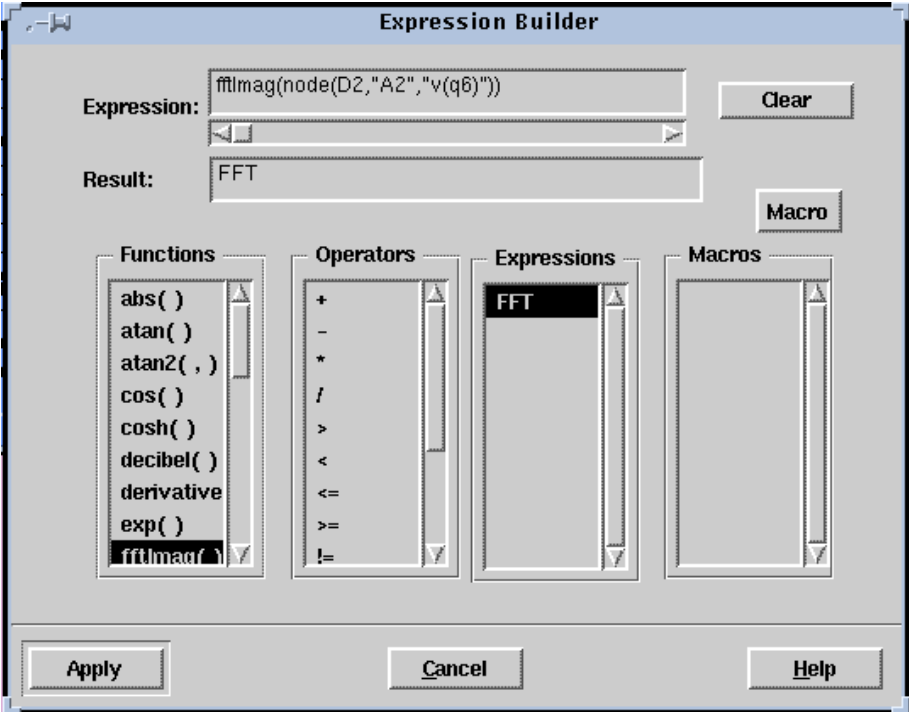 Expression Builder
Expression:
fftImag(node(D2,"A2","v(q6)"))
Clear
Result:
FFT
Macro
Functions
abs( )
atan( )
atan2( , )
cos( )
cosh( )
decibel( )
derivative
exp( )
fftImag( )
Operators
+
-
*
/
>
<
<=
>=
!=
Expressions
FFT
Macros
Apply
Cancel
Help